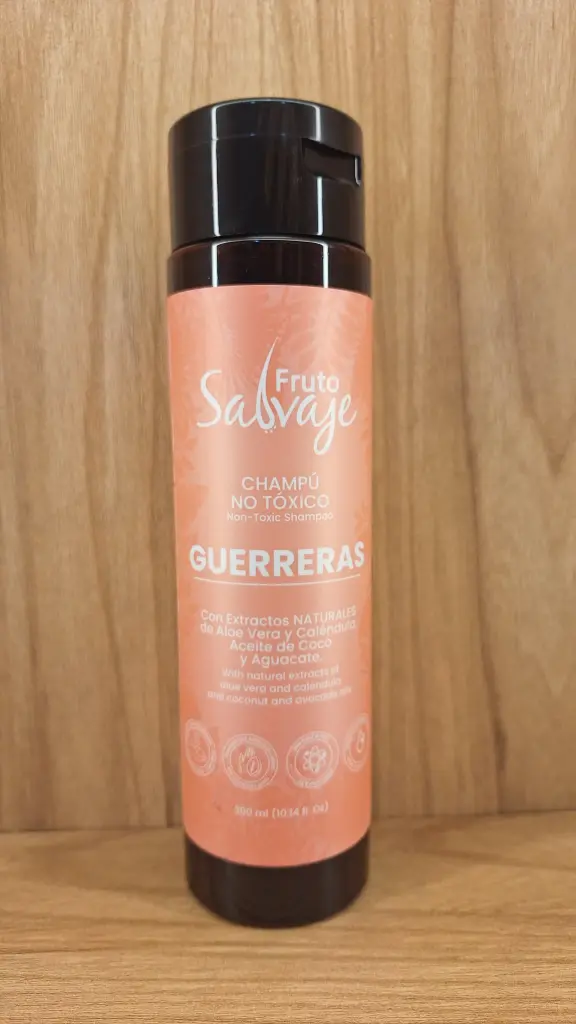 Fruto
Salvaje
CHAMPÚ
NO TÓXICO
Non-Toxic Shampoo
GUERRERAS
Con Extractos NATURALES
de Aloe Vera y Caléndula,
Aceite de Coco
y Aguacate.
With natural extracts of
aloe vera and calendula
and coconut and avocado oils
300 ml (10.14 fl. Oz)